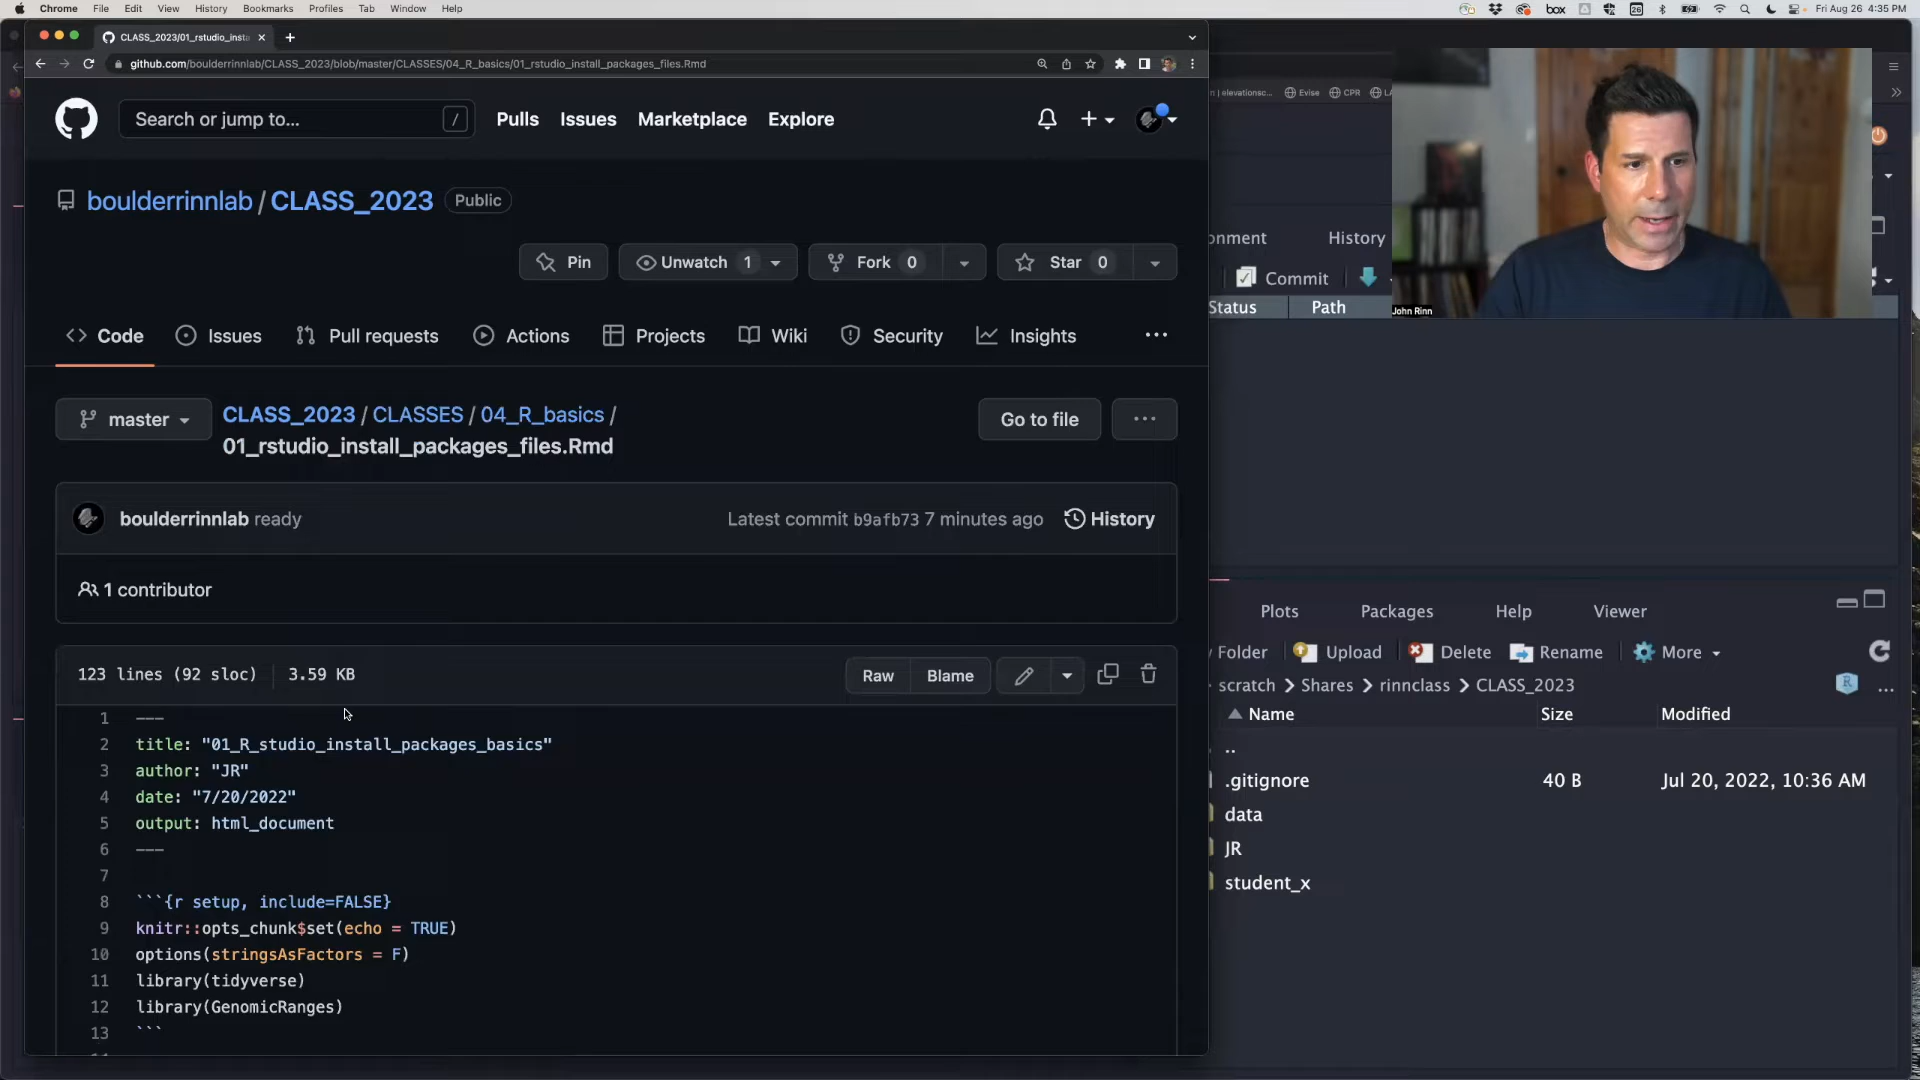 Chrome File Edit View History Bookmarks Profiles Tab Window Help
box 26 Fri Aug 26 4:35 PM
CLASS_2023/01_rstudio_insta
github.com/boulderrinnlab/CLASS_2023/blob/master/CLASSES/04_R_basics/01_rstudio_install_packages_files.Rmd
| elevationsc... Evise CPR
Search or jump to... /
Pulls Issues Marketplace Explore
boulderrinnlab / CLASS_2023 Public
Pin Unwatch 1 Fork 0 Star 0
Code Issues Pull requests Actions Projects Wiki Security Insights ...
master CLASS_2023 / CLASSES / 04_R_basics /
01_rstudio_install_packages_files.Rmd
Go to file ...
boulderrinnlab ready
Latest commit b9afb73 7 minutes ago History
1 contributor
123 lines (92 sloc) 3.59 KB
Raw Blame
1 ---
2 title: "01_R_studio_install_packages_basics"
3 author: "JR"
4 date: "7/20/2022"
5 output: html_document
6 ---
7
8 ```{r setup, include=FALSE}
9 knitr::opts_chunk$set(echo = TRUE)
10 options(stringsAsFactors = F)
11 library(tidyverse)
12 library(GenomicRanges)
13 ```
onment History
Commit
Status Path
John Rinn
Plots Packages Help Viewer
Folder Upload Delete Rename More
scratch > Shares > rinnclass > CLASS_2023 ...
Name Size Modified
..
.gitignore 40 B Jul 20, 2022, 10:36 AM
data
JR
student_x